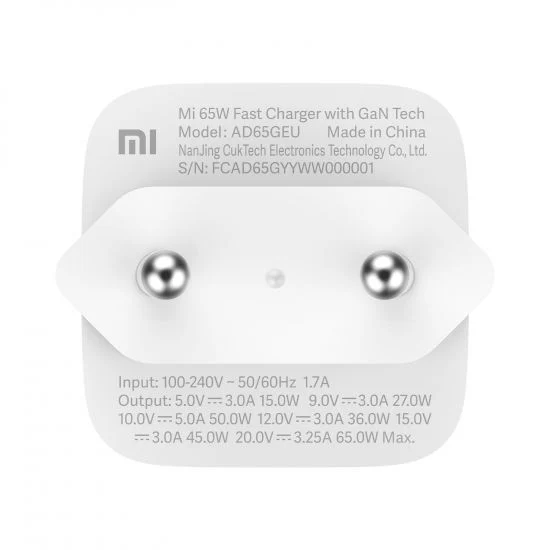 mi
Mi 65W Fast Charger with GaN Tech
Model: AD65GEU Made in China
NanJing CukTech Electronics Technology Co., Ltd.
S/N: FCAD65GYYWW000001
Input: 100-240V ~ 50/60Hz 1.7A
Output: 5.0V⎓3.0A 15.0W 9.0V⎓3.0A 27.0W
10.0V⎓5.0A 50.0W 12.0V⎓3.0A 36.0W 15.0V
⎓3.0A 45.0W 20.0V⎓3.25A 65.0W Max.